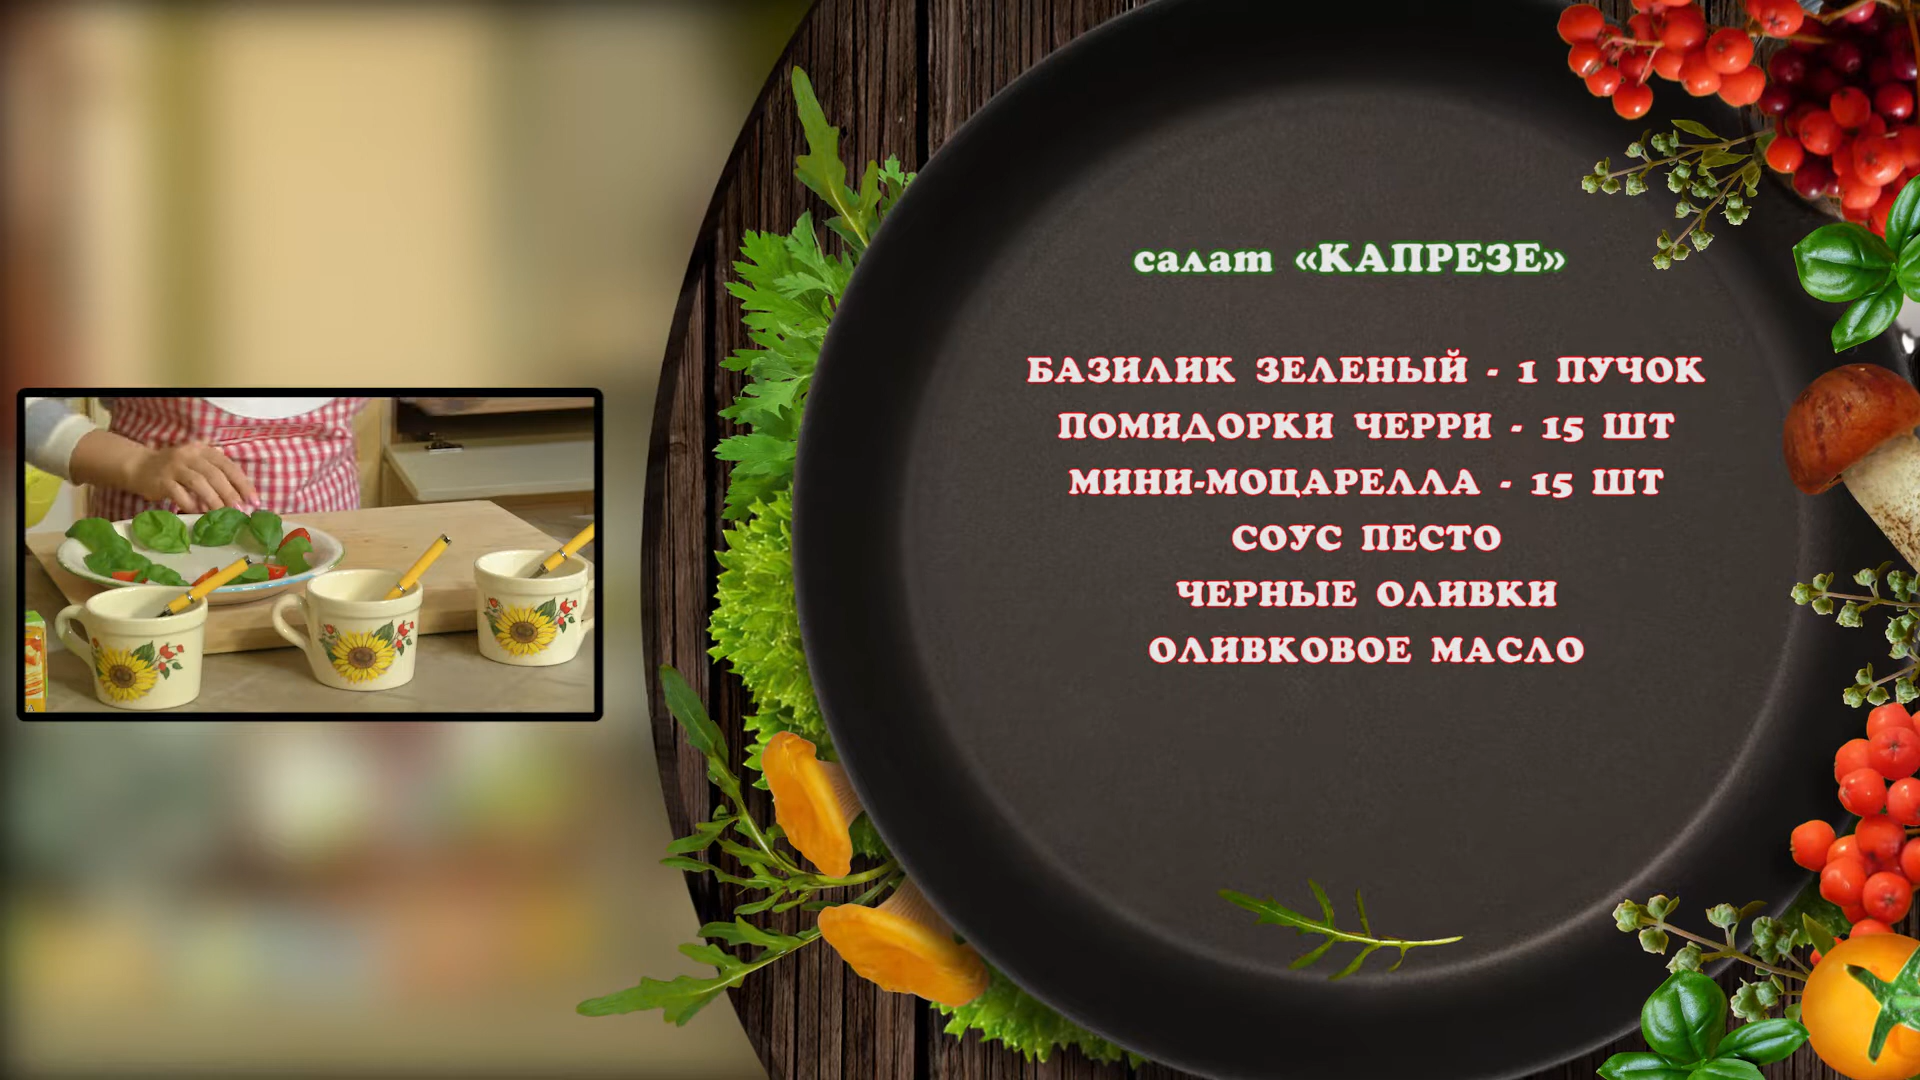 салат «КАПРЕЗЕ»
БАЗИЛИК ЗЕЛЕНЫЙ - 1 ПУЧОК
ПОМИДОРКИ ЧЕРРИ - 15 ШТ
МИНИ-МОЦАРЕЛЛА - 15 ШТ
СОУС ПЕСТО
ЧЕРНЫЕ ОЛИВКИ
ОЛИВКОВОЕ МАСЛО